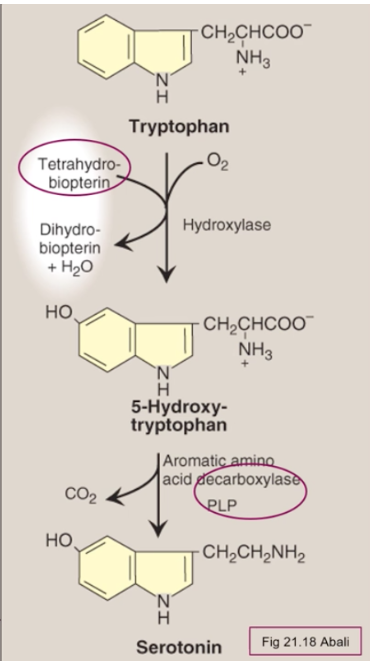 CH₂CHCOO⁻
NH₃
+
N
H
Tryptophan
Tetrahydro-
biopterin
O₂
Hydroxylase
Dihydro-
biopterin
+ H₂O
HO
CH₂CHCOO⁻
NH₃
+
N
H
5-Hydroxy-
tryptophan
Aromatic amino
acid decarboxylase
PLP
CO₂
HO
CH₂CH₂NH₂
N
H
Serotonin
Fig 21.18 Abali